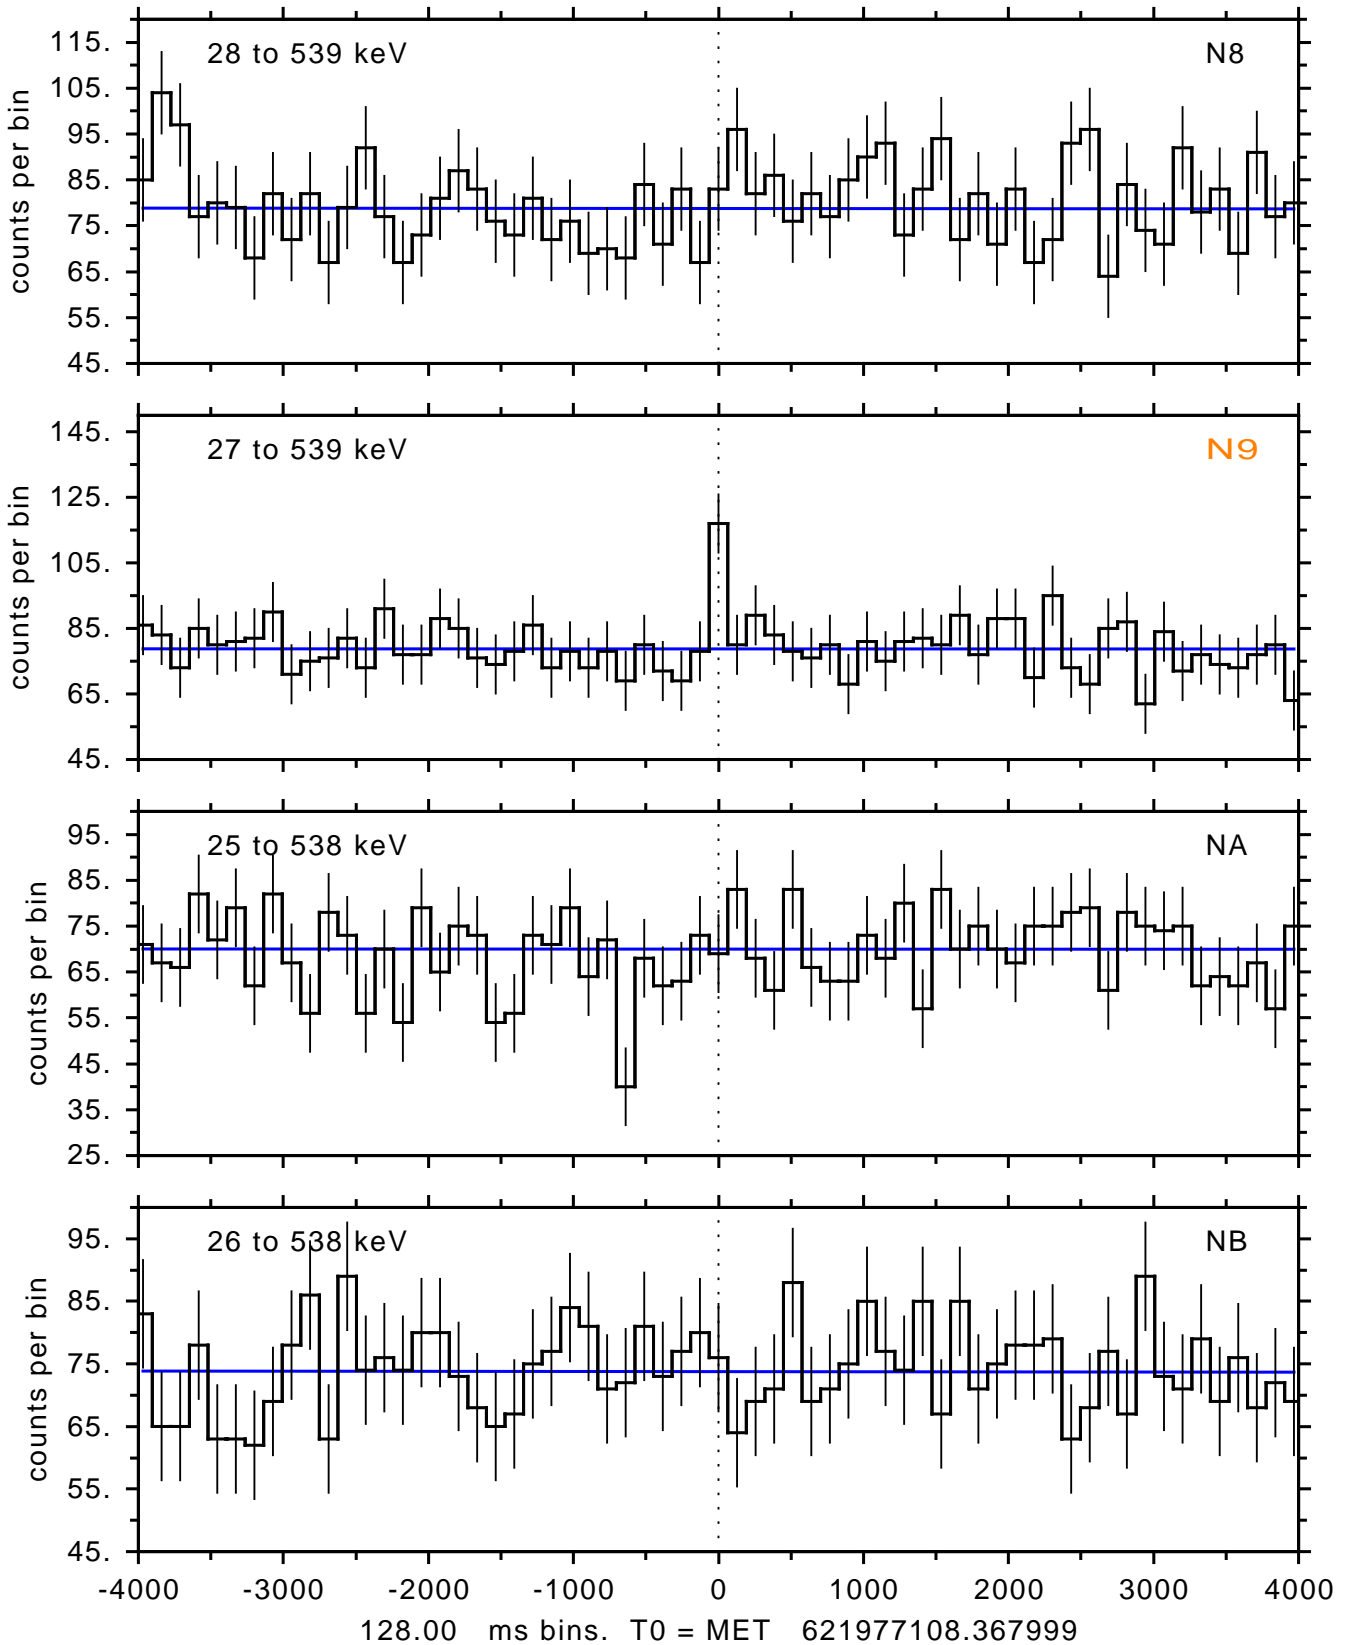 28 to 539 keV N8
115.
105.
95.
85.
75.
65.
55.
45.
counts per bin
27 to 539 keV N9
145.
125.
105.
85.
65.
45.
counts per bin
25 to 538 keV NA
95.
85.
75.
65.
55.
45.
35.
25.
counts per bin
26 to 538 keV NB
95.
85.
75.
65.
55.
45.
counts per bin
-4000 -3000 -2000 -1000 0 1000 2000 3000 4000
128.00 ms bins. T0 = MET 621977108.367999